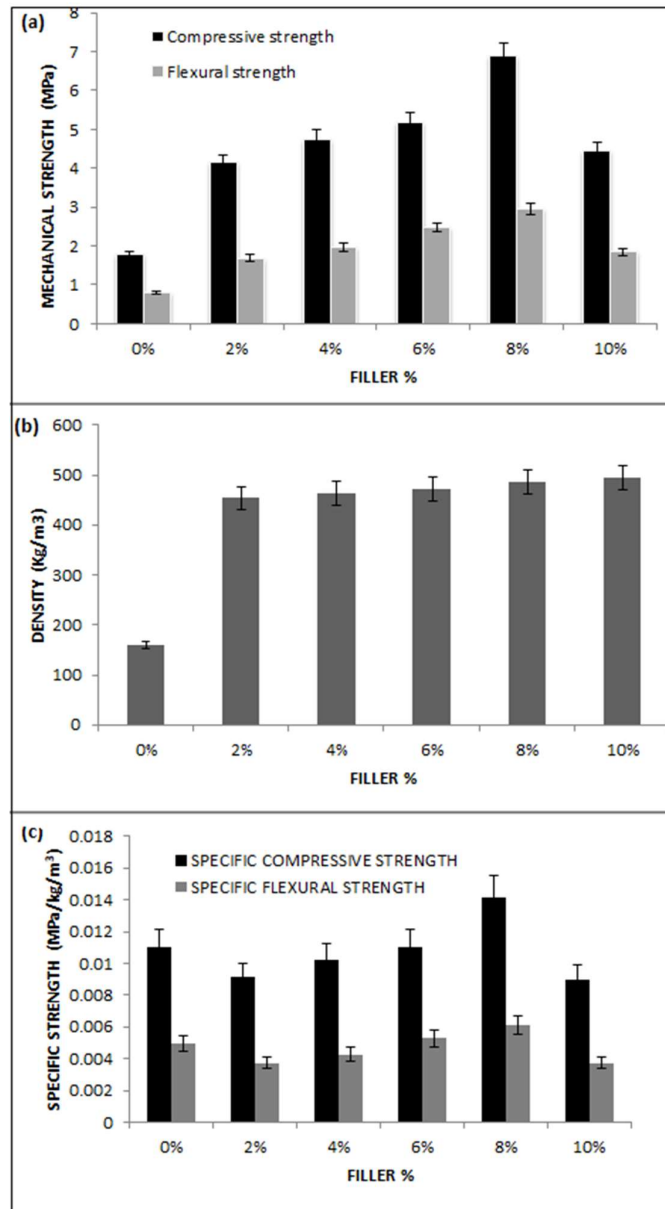 (a)
8
7
6
5
4
3
2
1
0
MECHANICAL STRENGTH (MPa)
Compressive strength
Flexural strength
0% 2% 4% 6% 8% 10%
FILLER %
(b)
600
500
400
300
200
100
0
DENSITY (Kg/m3)
0% 2% 4% 6% 8% 10%
FILLER %
(c)
0.018
0.016
0.014
0.012
0.01
0.008
0.006
0.004
0.002
0
SPECIFIC STRENGTH (MPa/kg/m³)
SPECIFIC COMPRESSIVE STRENGTH
SPECIFIC FLEXURAL STRENGTH
0% 2% 4% 6% 8% 10%
FILLER %